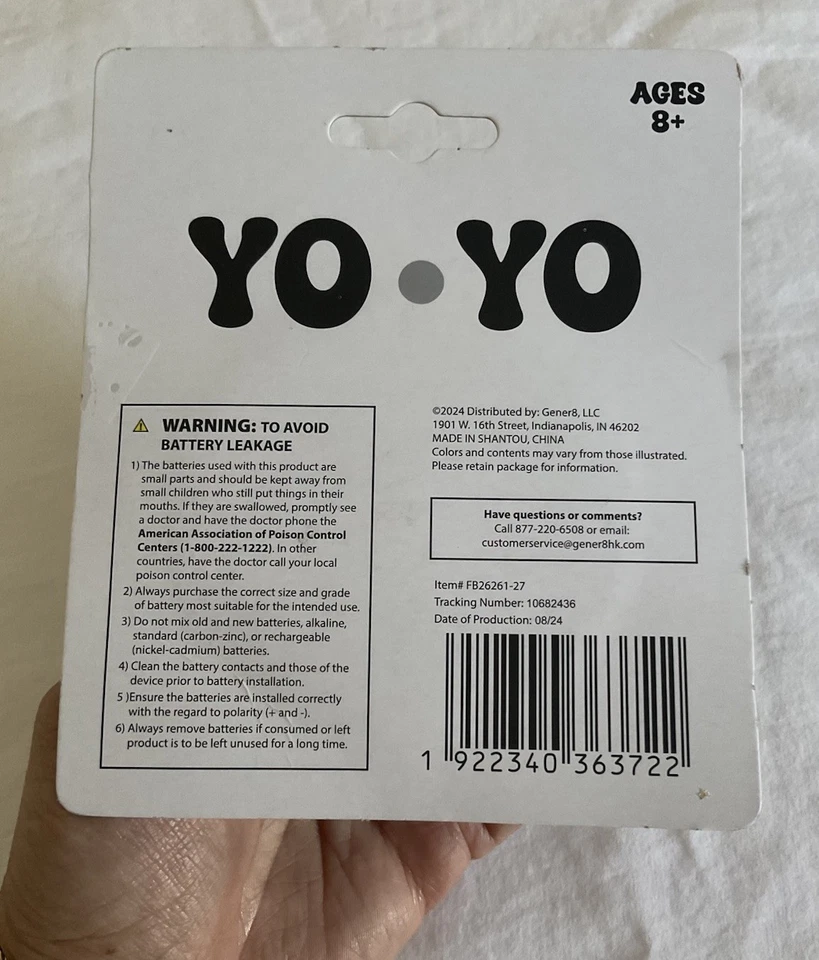 AGES
8+
YO • YO
WARNING: TO AVOID
BATTERY LEAKAGE
1) The batteries used with this product are
small parts and should be kept away from
small children who still put things in their
mouths. If they are swallowed, promptly see
a doctor and have the doctor phone the
American Association of Poison Control
Centers (1-800-222-1222). In other
countries, have the doctor call your local
poison control center.
2) Always purchase the correct size and grade
of battery most suitable for the intended use.
3) Do not mix old and new batteries, alkaline,
standard (carbon-zinc), or rechargeable
(nickel-cadmium) batteries.
4) Clean the battery contacts and those of the
device prior to battery installation.
5 )Ensure the batteries are installed correctly
with the regard to polarity (+ and -).
6) Always remove batteries if consumed or left
product is to be left unused for a long time.
©2024 Distributed by: Gener8, LLC
1901 W. 16th Street, Indianapolis, IN 46202
MADE IN SHANTOU, CHINA
Colors and contents may vary from those illustrated.
Please retain package for information.
Have questions or comments?
Call 877-220-6508 or email:
customerservice@gener8hk.com
Item# FB26261-27
Tracking Number: 10682436
Date of Production: 08/24
1 922340 363722